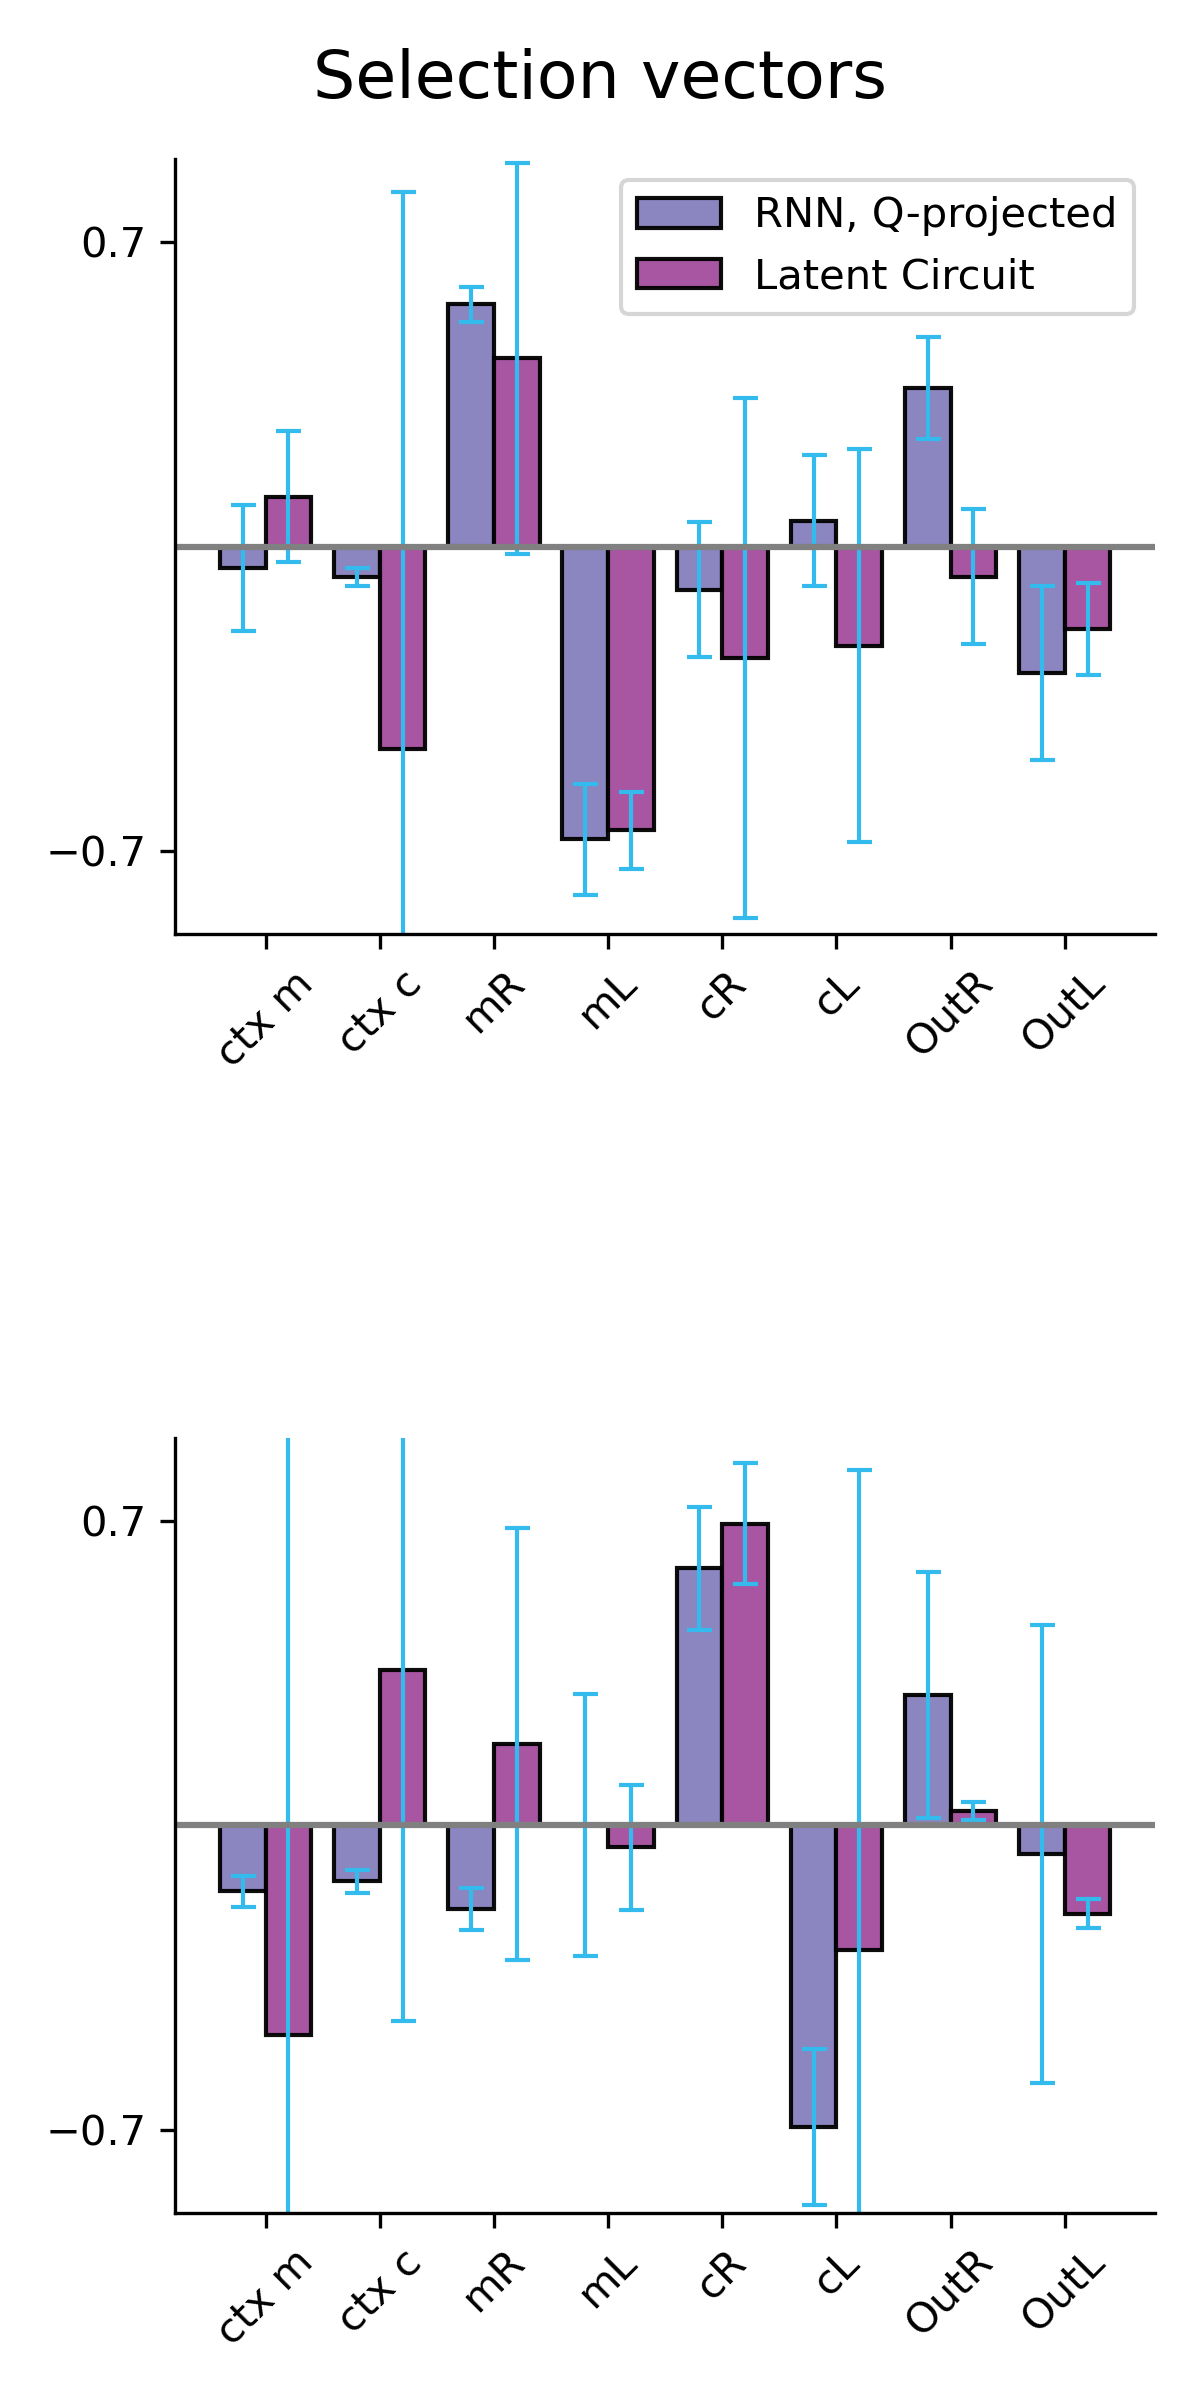 Selection vectors
0.7
−0.7
RNN, Q-projected
Latent Circuit
ctx m
ctx c
mR
mL
cR
cL
OutR
OutL
0.7
−0.7
ctx m
ctx c
mR
mL
cR
cL
OutR
OutL